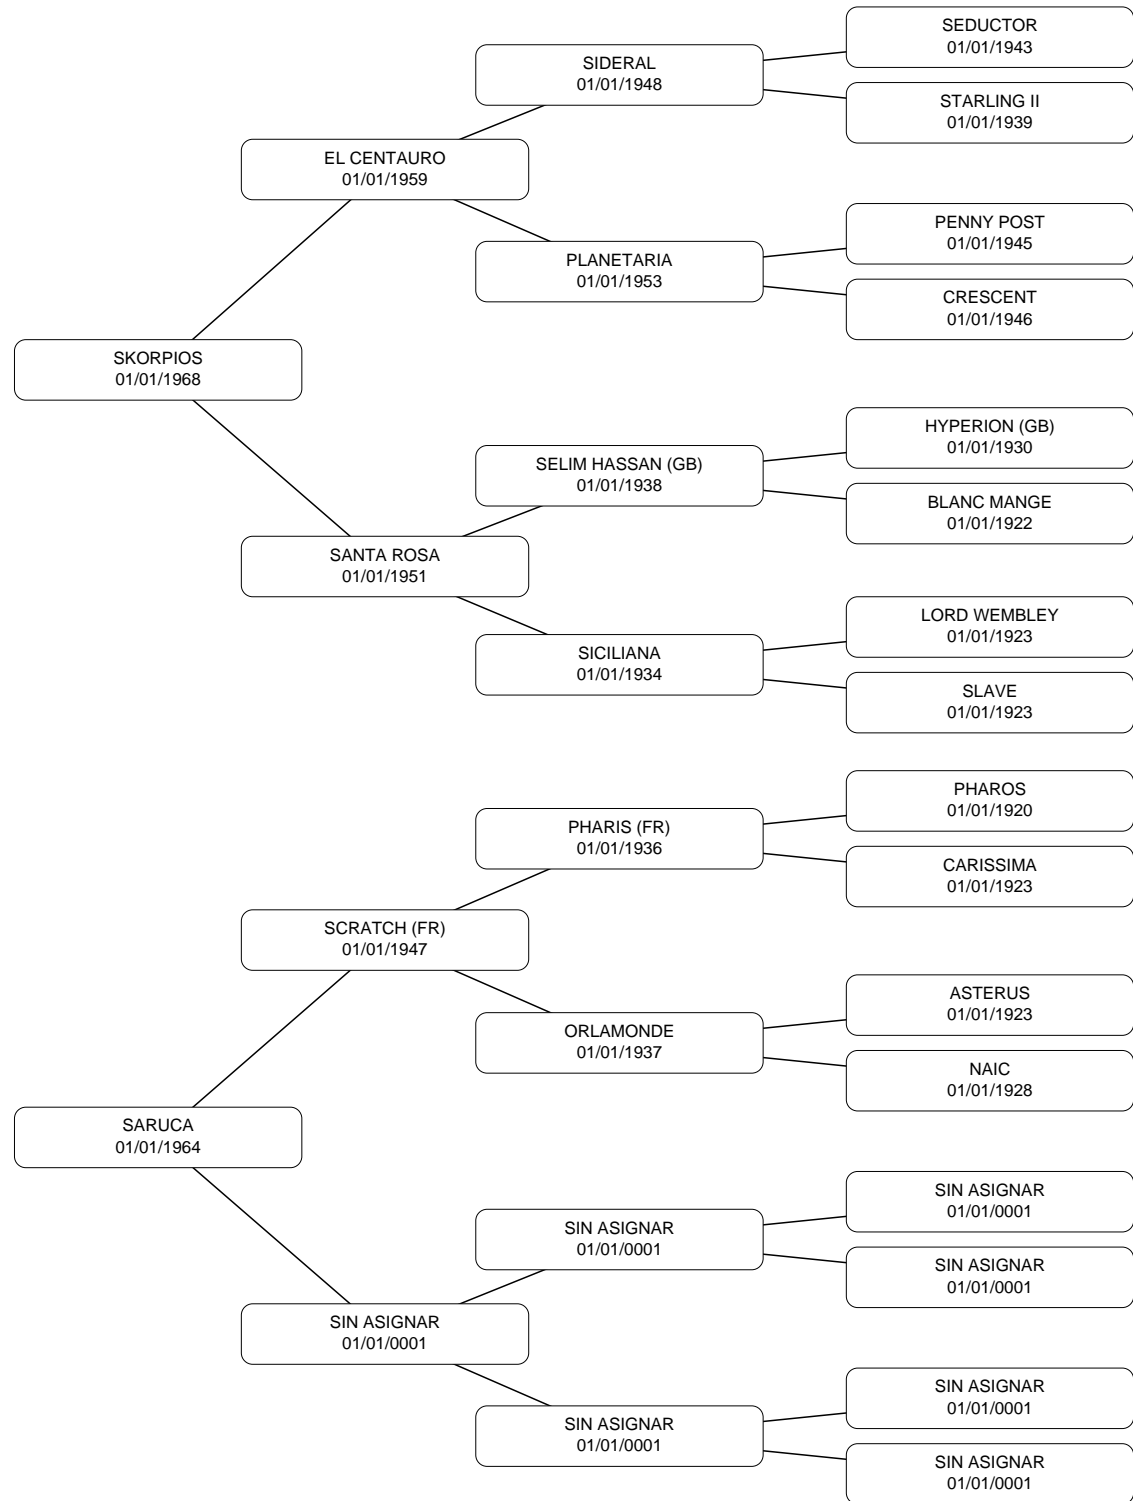 SEDUCTOR
01/01/1943
SIDERAL
01/01/1948
STARLING II
01/01/1939
EL CENTAURO
01/01/1959
PENNY POST
01/01/1945
PLANETARIA
01/01/1953
CRESCENT
01/01/1946
SKORPIOS
01/01/1968
HYPERION (GB)
01/01/1930
SELIM HASSAN (GB)
01/01/1938
BLANC MANGE
01/01/1922
SANTA ROSA
01/01/1951
LORD WEMBLEY
01/01/1923
SICILIANA
01/01/1934
SLAVE
01/01/1923
PHAROS
01/01/1920
PHARIS (FR)
01/01/1936
CARISSIMA
01/01/1923
SCRATCH (FR)
01/01/1947
ASTERUS
01/01/1923
ORLAMONDE
01/01/1937
NAIC
01/01/1928
SARUCA
01/01/1964
SIN ASIGNAR
01/01/0001
SIN ASIGNAR
01/01/0001
SIN ASIGNAR
01/01/0001
SIN ASIGNAR
01/01/0001
SIN ASIGNAR
01/01/0001
SIN ASIGNAR
01/01/0001
SIN ASIGNAR
01/01/0001